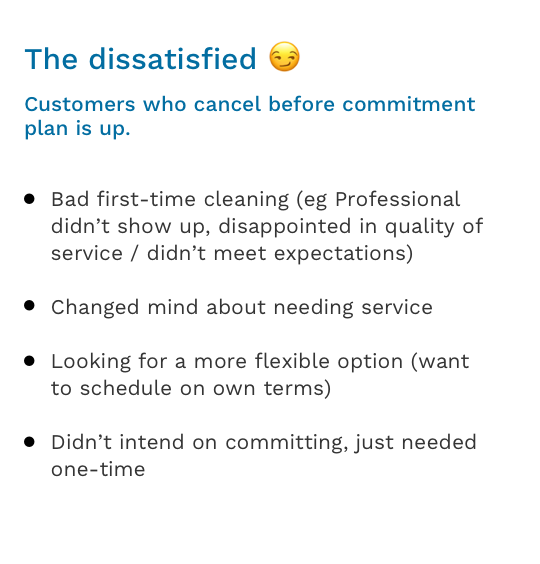 The dissatisfied 😏
Customers who cancel before commitment
plan is up.
● Bad first-time cleaning (eg Professional
didn’t show up, disappointed in quality of
service / didn’t meet expectations)
● Changed mind about needing service
● Looking for a more flexible option (want
to schedule on own terms)
● Didn’t intend on committing, just needed
one-time